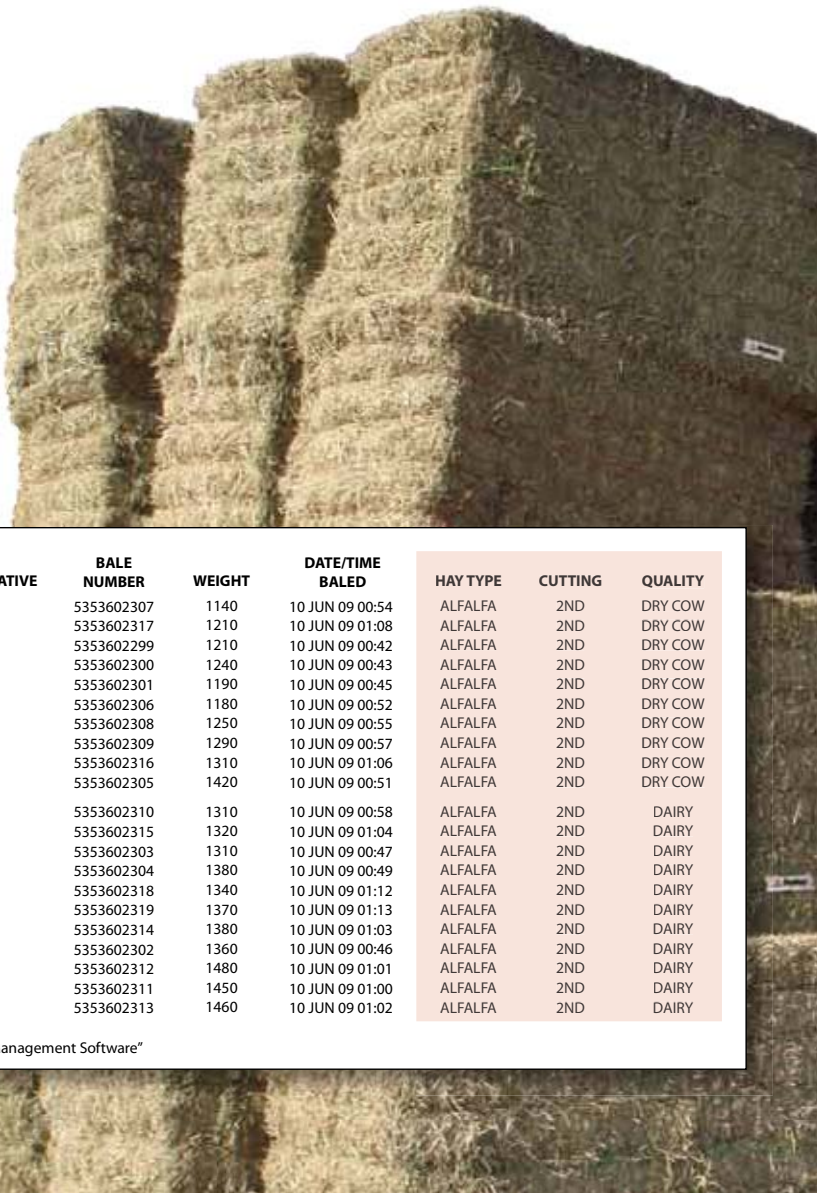 ATIVE BALE NUMBER WEIGHT DATE/TIME BALED HAY TYPE CUTTING QUALITY
5353602307 1140 10 JUN 09 00:54 ALFALFA 2ND DRY COW
5353602317 1210 10 JUN 09 01:08 ALFALFA 2ND DRY COW
5353602299 1210 10 JUN 09 00:42 ALFALFA 2ND DRY COW
5353602300 1240 10 JUN 09 00:43 ALFALFA 2ND DRY COW
5353602301 1190 10 JUN 09 00:45 ALFALFA 2ND DRY COW
5353602306 1180 10 JUN 09 00:52 ALFALFA 2ND DRY COW
5353602308 1250 10 JUN 09 00:55 ALFALFA 2ND DRY COW
5353602309 1290 10 JUN 09 00:57 ALFALFA 2ND DRY COW
5353602316 1310 10 JUN 09 01:06 ALFALFA 2ND DRY COW
5353602305 1420 10 JUN 09 00:51 ALFALFA 2ND DRY COW
5353602310 1310 10 JUN 09 00:58 ALFALFA 2ND DAIRY
5353602315 1320 10 JUN 09 01:04 ALFALFA 2ND DAIRY
5353602303 1310 10 JUN 09 00:47 ALFALFA 2ND DAIRY
5353602304 1380 10 JUN 09 00:49 ALFALFA 2ND DAIRY
5353602318 1340 10 JUN 09 01:12 ALFALFA 2ND DAIRY
5353602319 1370 10 JUN 09 01:13 ALFALFA 2ND DAIRY
5353602314 1380 10 JUN 09 01:03 ALFALFA 2ND DAIRY
5353602302 1360 10 JUN 09 00:46 ALFALFA 2ND DAIRY
5353602312 1480 10 JUN 09 01:01 ALFALFA 2ND DAIRY
5353602311 1450 10 JUN 09 01:00 ALFALFA 2ND DAIRY
5353602313 1460 10 JUN 09 01:02 ALFALFA 2ND DAIRY
anagement Software”